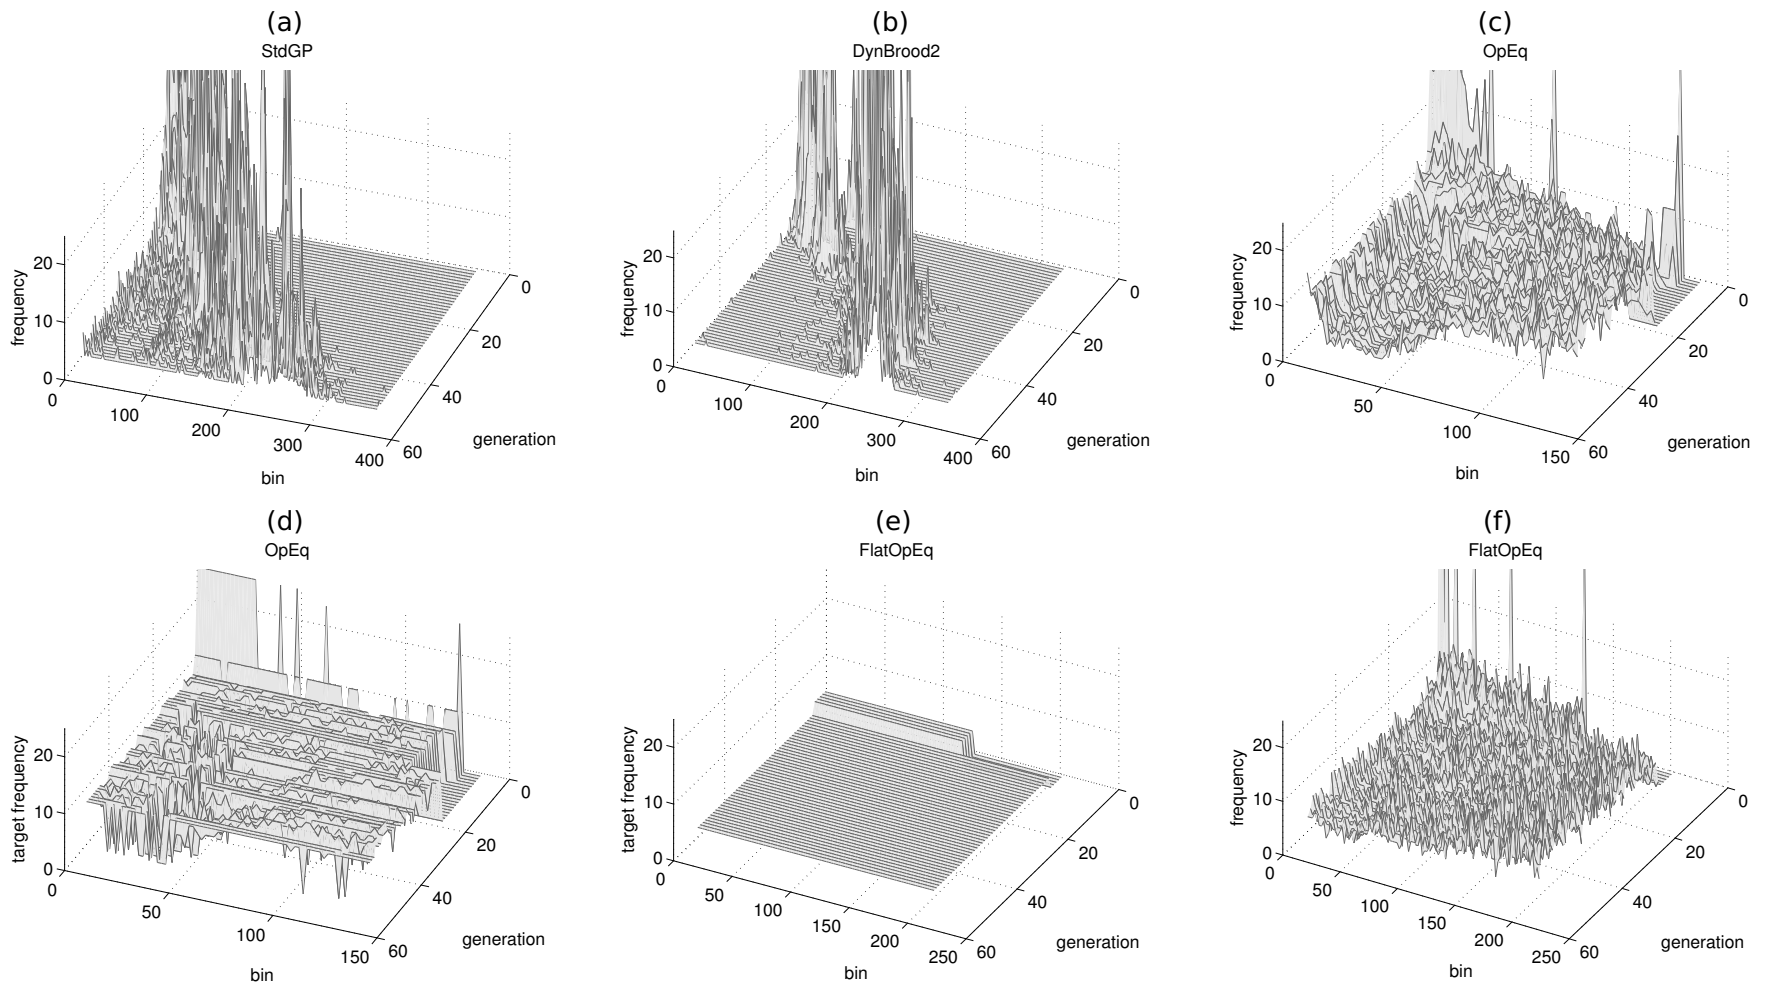 (a)
StdGP
frequency
20
10
0
0
100
200
300
400
bin
0
20
40
60
generation
(b)
DynBrood2
frequency
20
10
0
0
100
200
300
400
bin
0
20
40
60
generation
(c)
OpEq
frequency
20
10
0
0
50
100
150
bin
0
20
40
60
generation
(d)
OpEq
target frequency
20
10
0
0
50
100
150
bin
0
20
40
60
generation
(e)
FlatOpEq
target frequency
20
10
0
0
50
100
150
200
250
bin
0
20
40
60
generation
(f)
FlatOpEq
frequency
20
10
0
0
50
100
150
200
250
bin
0
20
40
60
generation